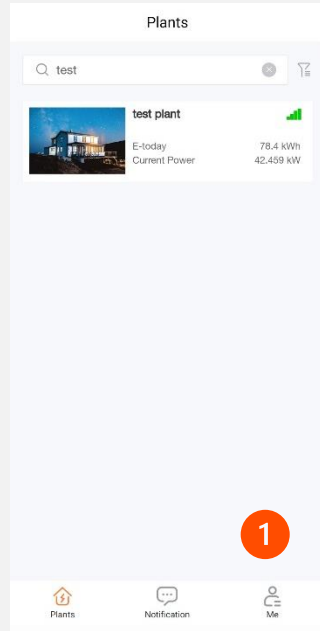 Plants
test
test plant
E-today 78.4 kWh
Current Power 42.459 kW
1
Plants Notification Me